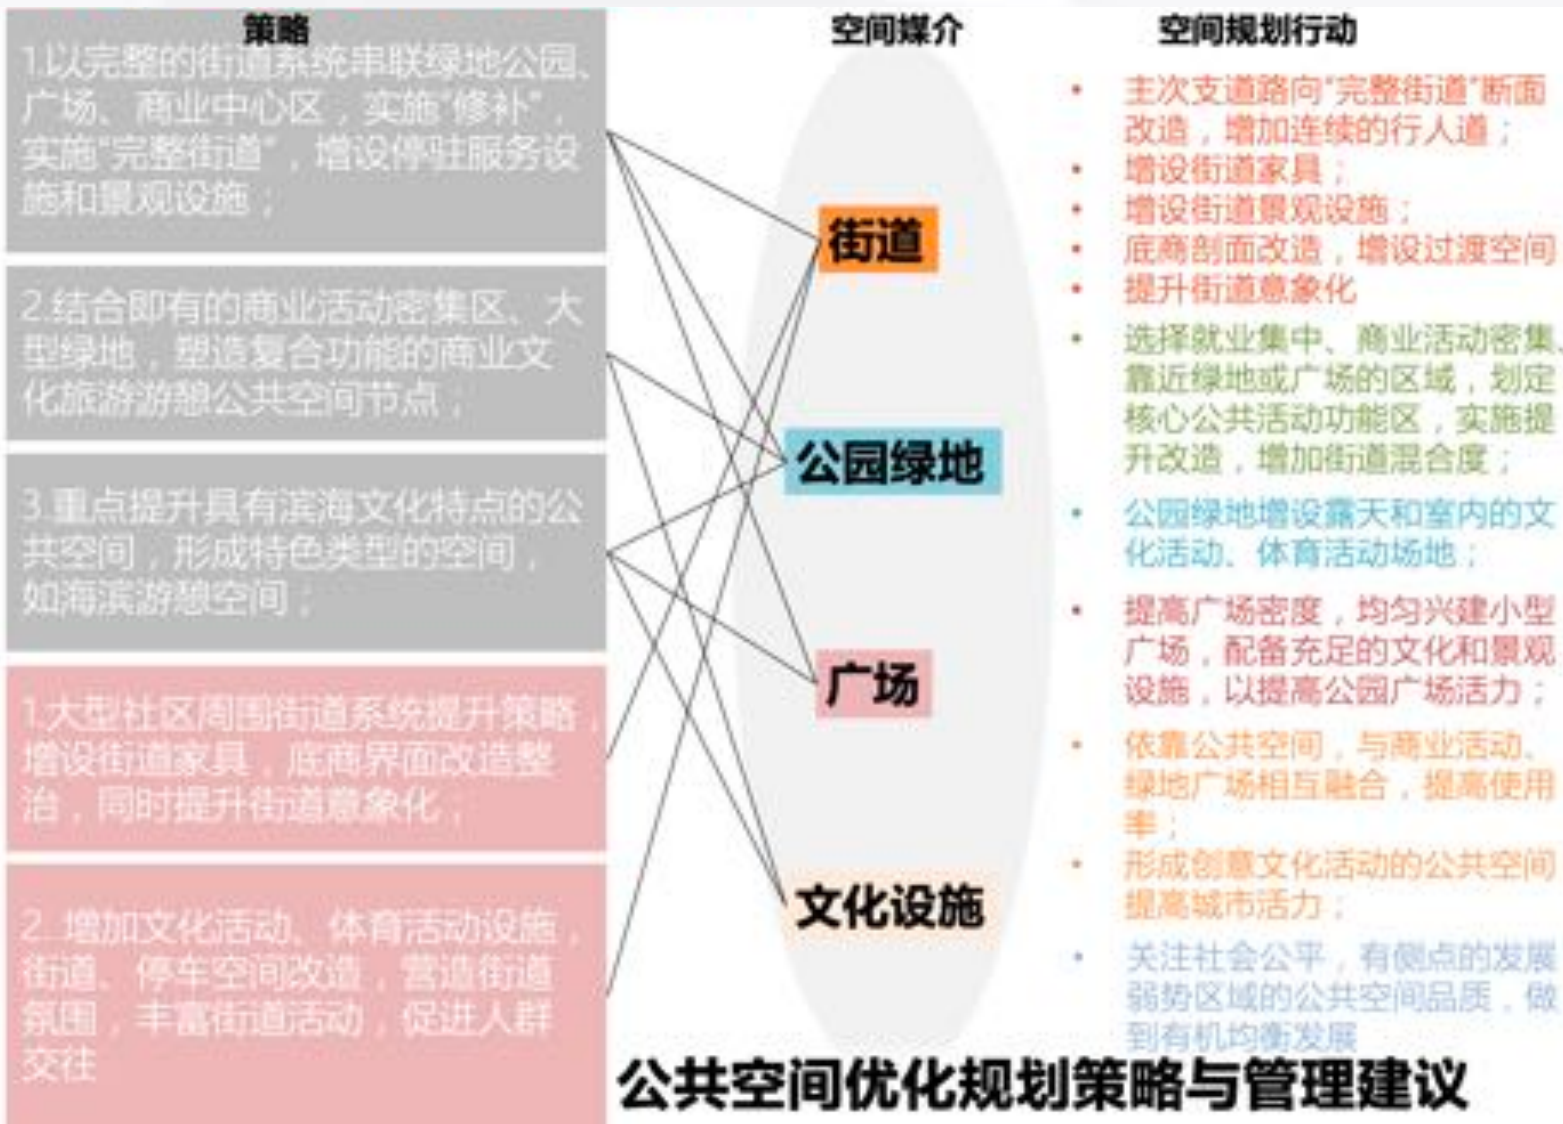 策略
1.以完整的街道系统串联绿地公园、
广场、商业中心区，实施“修补”，
实施“完整街道”，增设停驻服务设
施和景观设施；
2.结合即有的商业活动密集区、大
型绿地，塑造复合功能的商业文
化旅游游憩公共空间节点；
3.重点提升具有滨海文化特点的公
共空间，形成特色类型的空间，
如海滨游憩空间；
1.大型社区周围街道系统提升策略，
增设街道家具，底商界面改造整
治，同时提升街道意象化；
2. 增加文化活动、体育活动设施，
街道、停车空间改造，营造街道
氛围，丰富街道活动，促进人群
交往
空间媒介
街道
公园绿地
广场
文化设施
空间规划行动
• 主次支道路向“完整街道”断面
改造，增加连续的行人道；
• 增设街道家具；
• 增设街道景观设施；
• 底商剖面改造，增设过渡空间
• 提升街道意象化
• 选择就业集中、商业活动密集、
靠近绿地或广场的区域，划定
核心公共活动功能区，实施提
升改造，增加街道混合度；
• 公园绿地增设露天和室内的文
化活动、体育活动场地；
• 提高广场密度，均匀兴建小型
广场，配备充足的文化和景观
设施，以提高公园广场活力；
• 依靠公共空间，与商业活动、
绿地广场相互融合，提高使用
率；
• 形成创意文化活动的公共空间
提高城市活力；
• 关注社会公平，有侧点的发展
弱势区域的公共空间品质，做
到有机均衡发展
公共空间优化规划策略与管理建议